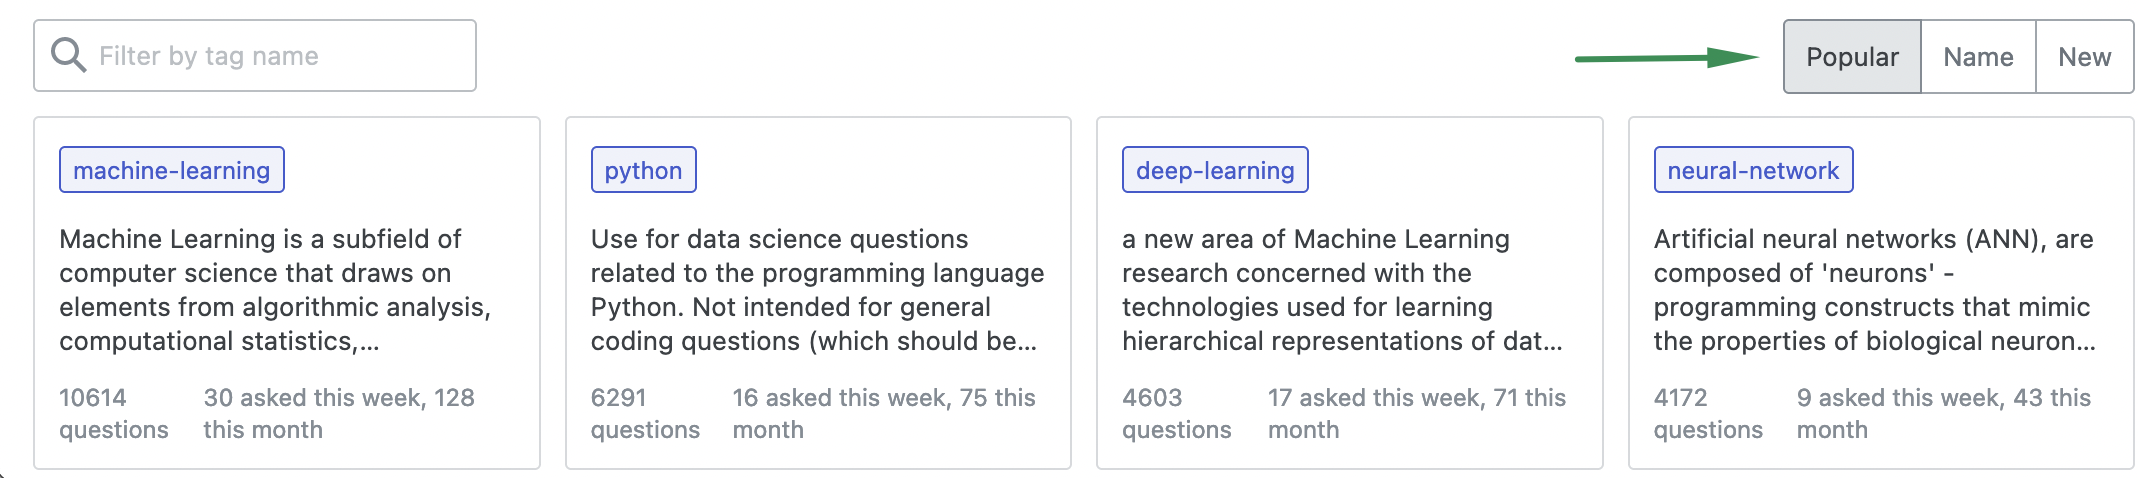 Filter by tag name
Popular Name New
machine-learning
Machine Learning is a subfield of
computer science that draws on
elements from algorithmic analysis,
computational statistics,...
10614
questions
30 asked this week, 128
this month
python
Use for data science questions
related to the programming language
Python. Not intended for general
coding questions (which should be...
6291
questions
16 asked this week, 75 this
month
deep-learning
a new area of Machine Learning
research concerned with the
technologies used for learning
hierarchical representations of dat...
4603
questions
17 asked this week, 71 this
month
neural-network
Artificial neural networks (ANN), are
composed of 'neurons' -
programming constructs that mimic
the properties of biological neuron...
4172
questions
9 asked this week, 43 this
month